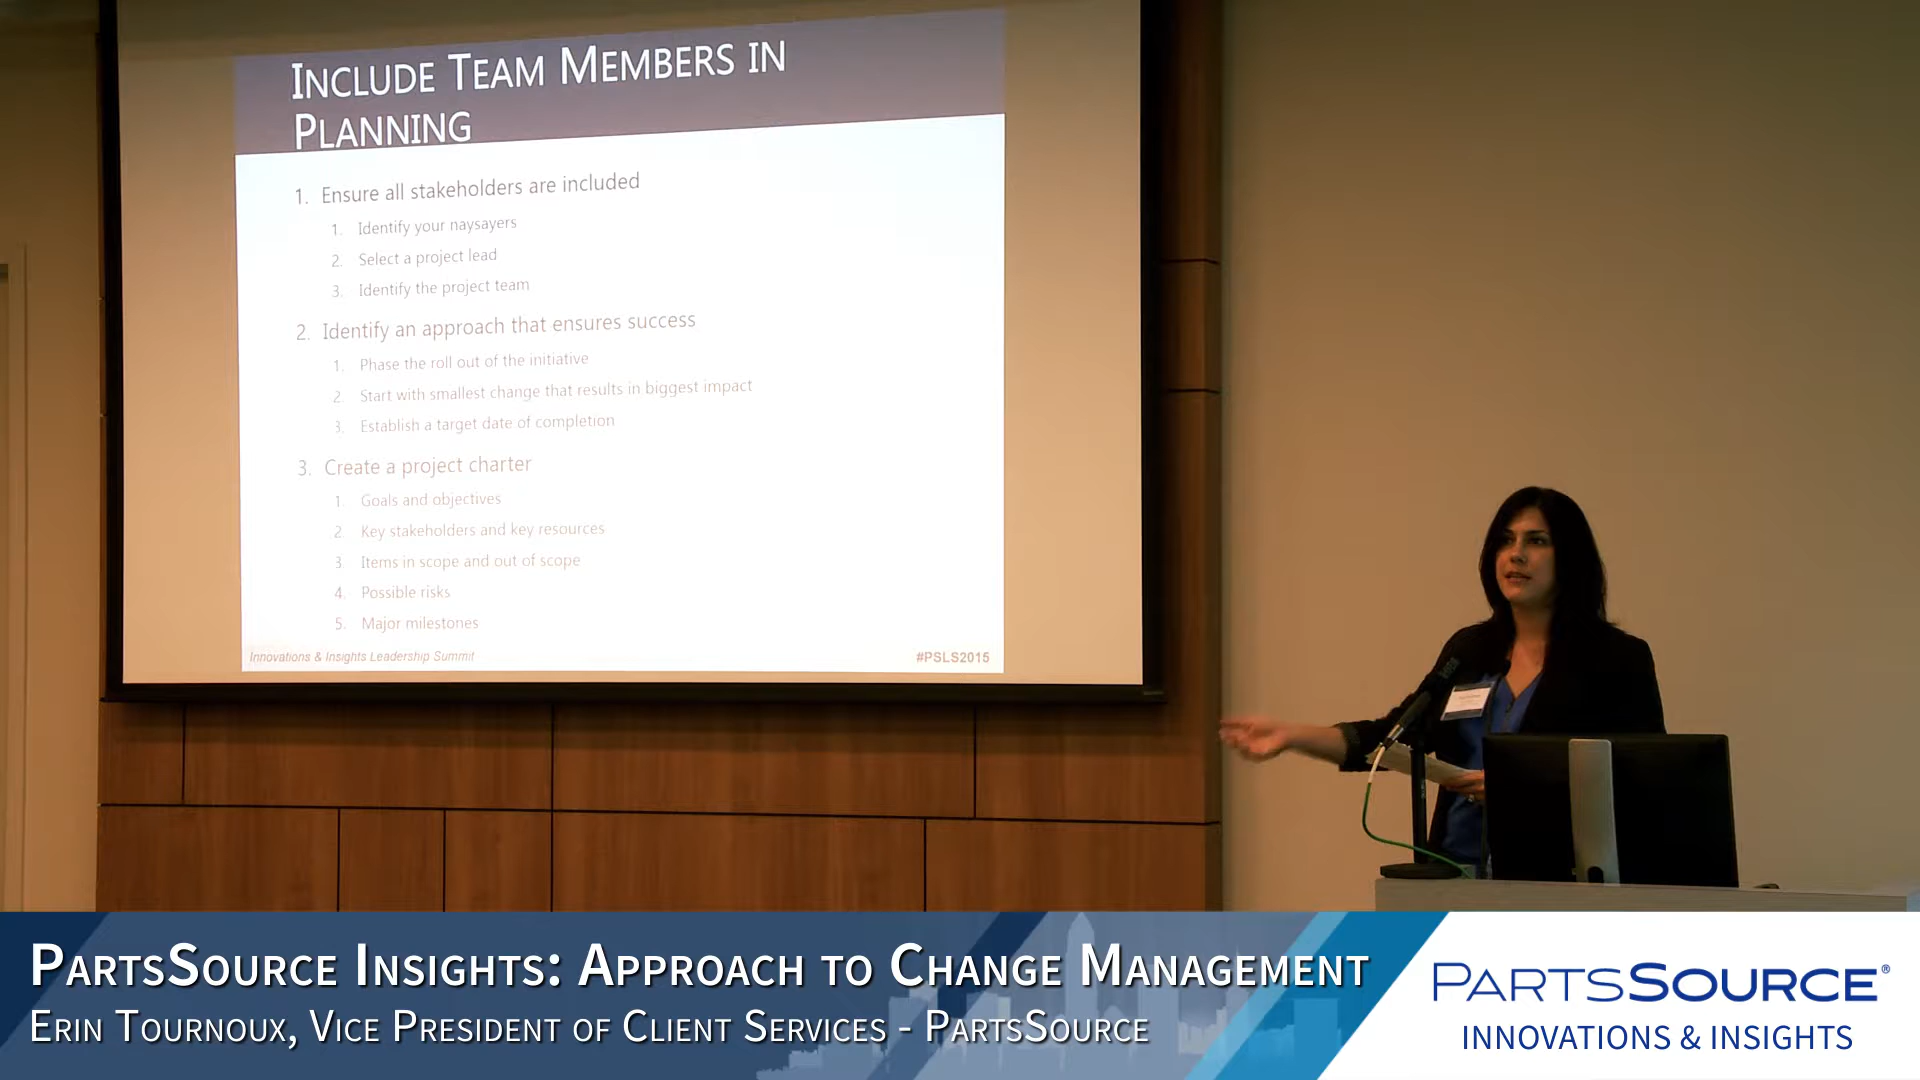 INCLUDE TEAM MEMBERS IN
PLANNING
1. Ensure all stakeholders are included
1. Identify your naysayers
2. Select a project lead
3. Identify the project team
2. Identify an approach that ensures success
1. Phase the roll out of the initiative
2. Start with smallest change that results in biggest impact
3. Establish a target date of completion
3. Create a project charter
1. Goals and objectives
2. Key stakeholders and key resources
3. Items in scope and out of scope
4. Possible risks
5. Major milestones
Innovations & Insights Leadership Summit
#PSLS2015
PARTSSOURCE INSIGHTS: APPROACH TO CHANGE MANAGEMENT
ERIN TOURNOUX, VICE PRESIDENT OF CLIENT SERVICES - PARTSSOURCE
PARTSSOURCE®
INNOVATIONS & INSIGHTS